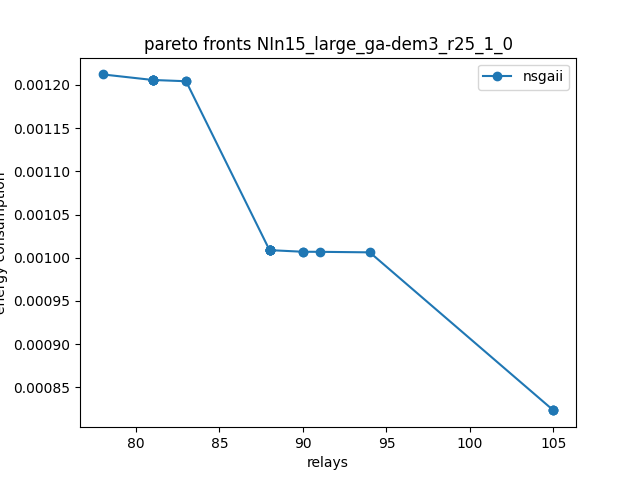 pareto fronts NIn15_large_ga-dem3_r25_1_0
nsgaii
0.00120
0.00115
0.00110
0.00105
0.00100
0.00095
0.00090
0.00085
energy consumption
80 85 90 95 100 105
relays